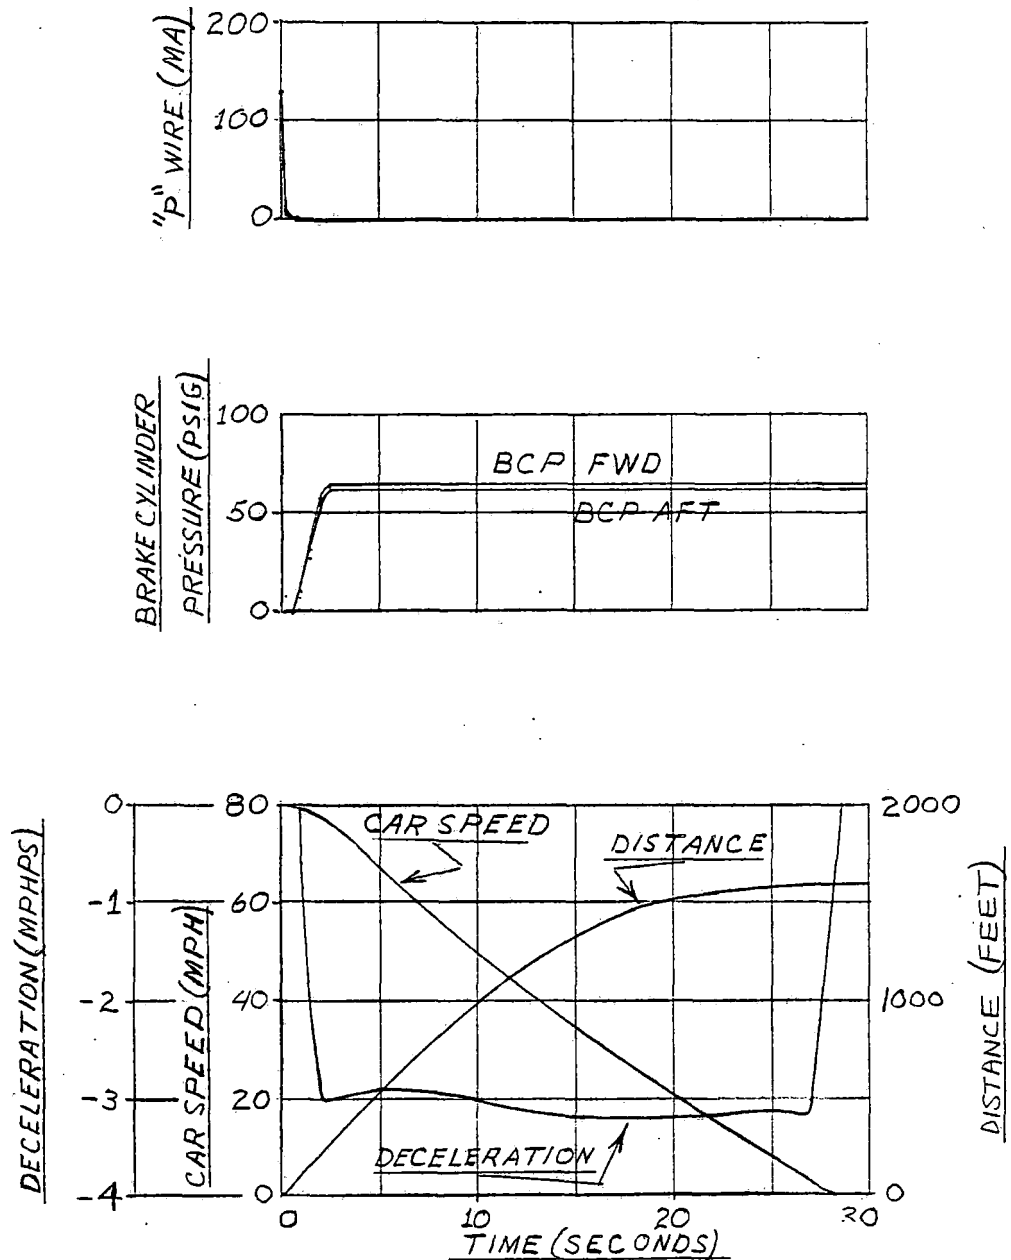 "P" WIRE (MA)
200
100
0
BRAKE CYLINDER
PRESSURE (PSIG)
100
50
0
BCP FWD
BCP AFT
DECELERATION (MPHPS)
0
-1
-2
-3
-4
CAR SPEED (MPH)
80
60
40
20
0
CAR SPEED
DISTANCE
DECELERATION
2000
1000
0
DISTANCE (FEET)
0 10 20 30
TIME (SECONDS)